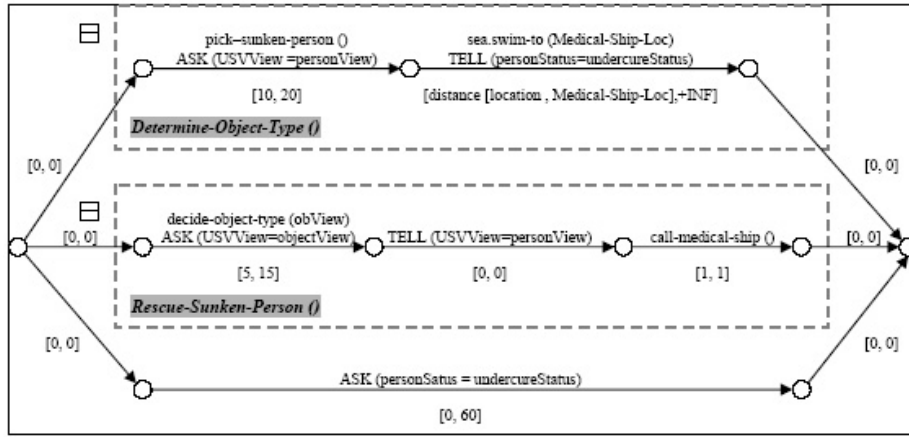 pick–sunken-person ()
ASK (USVView =personView)
[10, 20]
sea.swim-to (Medical-Ship-Loc)
TELL (personStatus=undercureStatus)
[distance [location , Medical-Ship-Loc],+INF]
Determine-Object-Type ()
[0, 0]
[0, 0]
decide-object-type (obView)
ASK (USVView=objectView)
[5, 15]
TELL (USVView=personView)
[0, 0]
call-medical-ship ()
[1, 1]
[0, 0]
[0, 0]
Rescue-Sunken-Person ()
[0, 0]
[0, 0]
ASK (personSatus = undercureStatus)
[0, 60]